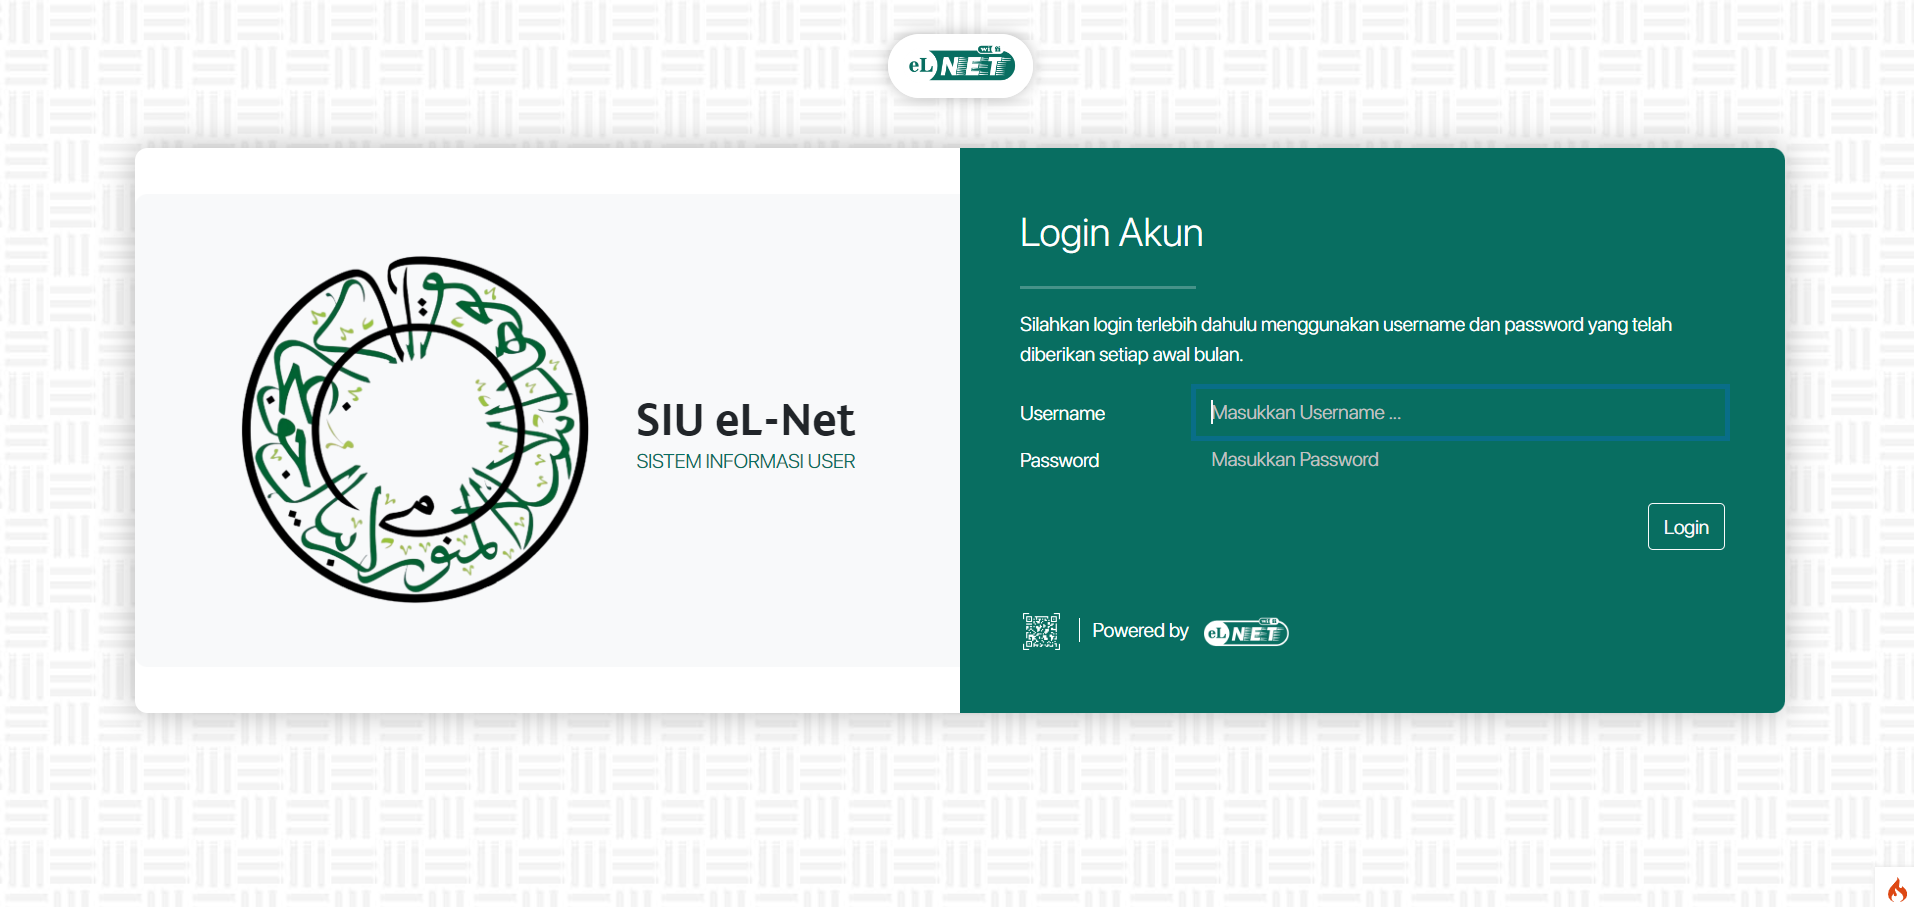 eL NET
Login Akun
Silahkan login terlebih dahulu menggunakan username dan password yang telah
diberikan setiap awal bulan.
Username
Masukkan Username ...
Password
Masukkan Password
Login
SIU eL-Net
SISTEM INFORMASI USER
Powered by
eL NET